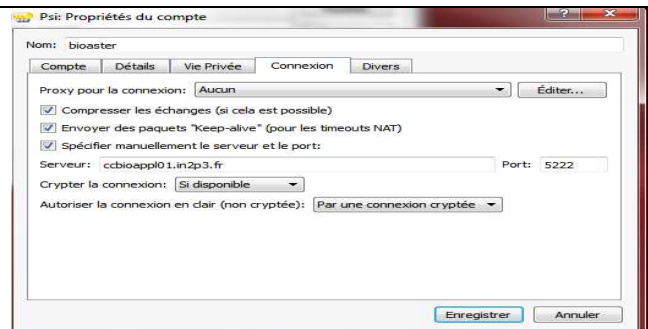 Psi: Propriétés du compte
Nom: bioaster
Compte Détails Vie Privée Connexion Divers
Proxy pour la connexion: Aucun Éditer...
Compresser les échanges (si cela est possible)
Envoyer des paquets "Keep-alive" (pour les timeouts NAT)
Spécifier manuellement le serveur et le port:
Serveur: ccbioappl01.in2p3.fr Port: 5222
Crypter la connexion: Si disponible
Autoriser la connexion en clair (non cryptée): Par une connexion cryptée
Enregistrer Annuler